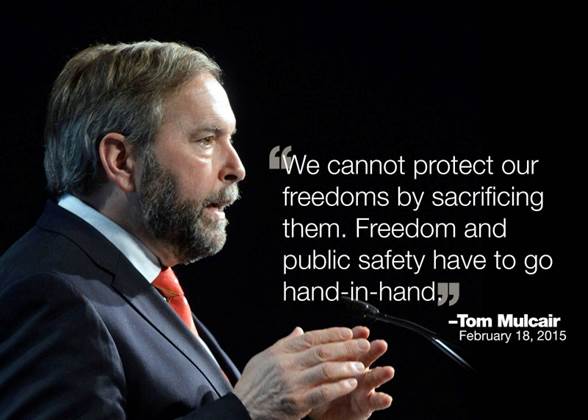 “We cannot protect our
freedoms by sacrificing
them. Freedom and
public safety have to go
hand-in-hand.”
–Tom Mulcair
February 18, 2015